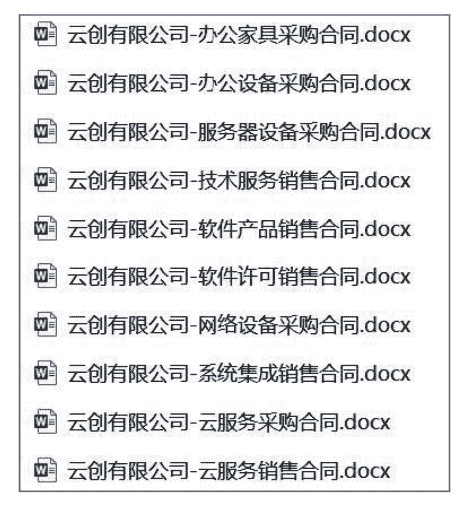 云创有限公司-办公家具采购合同.docx
云创有限公司-办公设备采购合同.docx
云创有限公司-服务器设备采购合同.docx
云创有限公司-技术服务销售合同.docx
云创有限公司-软件产品销售合同.docx
云创有限公司-软件许可销售合同.docx
云创有限公司-网络设备采购合同.docx
云创有限公司-系统集成销售合同.docx
云创有限公司-云服务采购合同.docx
云创有限公司-云服务销售合同.docx